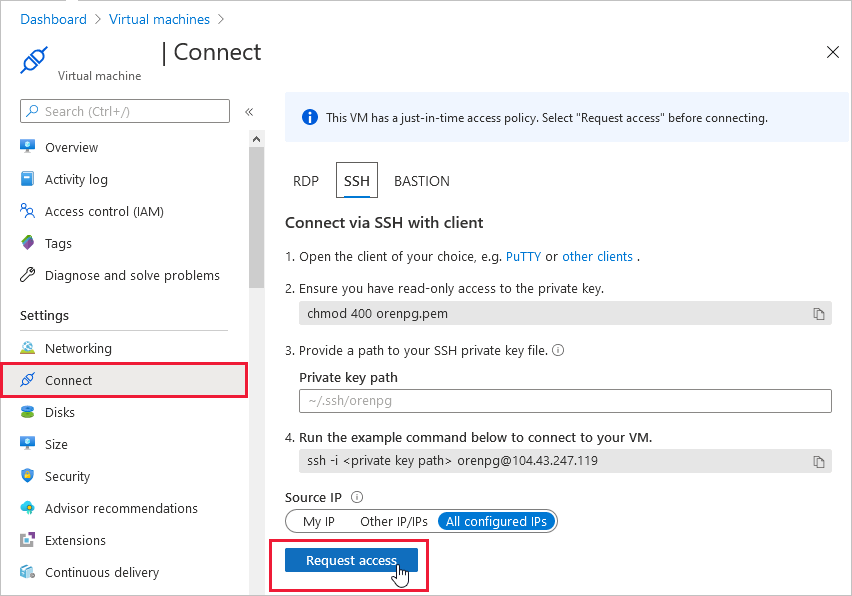 Dashboard > Virtual machines >
| Connect
Virtual machine
Search (Ctrl+/)
«
Overview
Activity log
Access control (IAM)
Tags
Diagnose and solve problems
Settings
Networking
Connect
Disks
Size
Security
Advisor recommendations
Extensions
Continuous delivery
This VM has a just-in-time access policy. Select "Request access" before connecting.
RDP SSH BASTION
Connect via SSH with client
1. Open the client of your choice, e.g. PuTTY or other clients .
2. Ensure you have read-only access to the private key.
chmod 400 orenpg.pem
3. Provide a path to your SSH private key file.
Private key path
~/.ssh/orenpg
4. Run the example command below to connect to your VM.
ssh -i <private key path> orenpg@104.43.247.119
Source IP
My IP Other IP/IPs All configured IPs
Request access